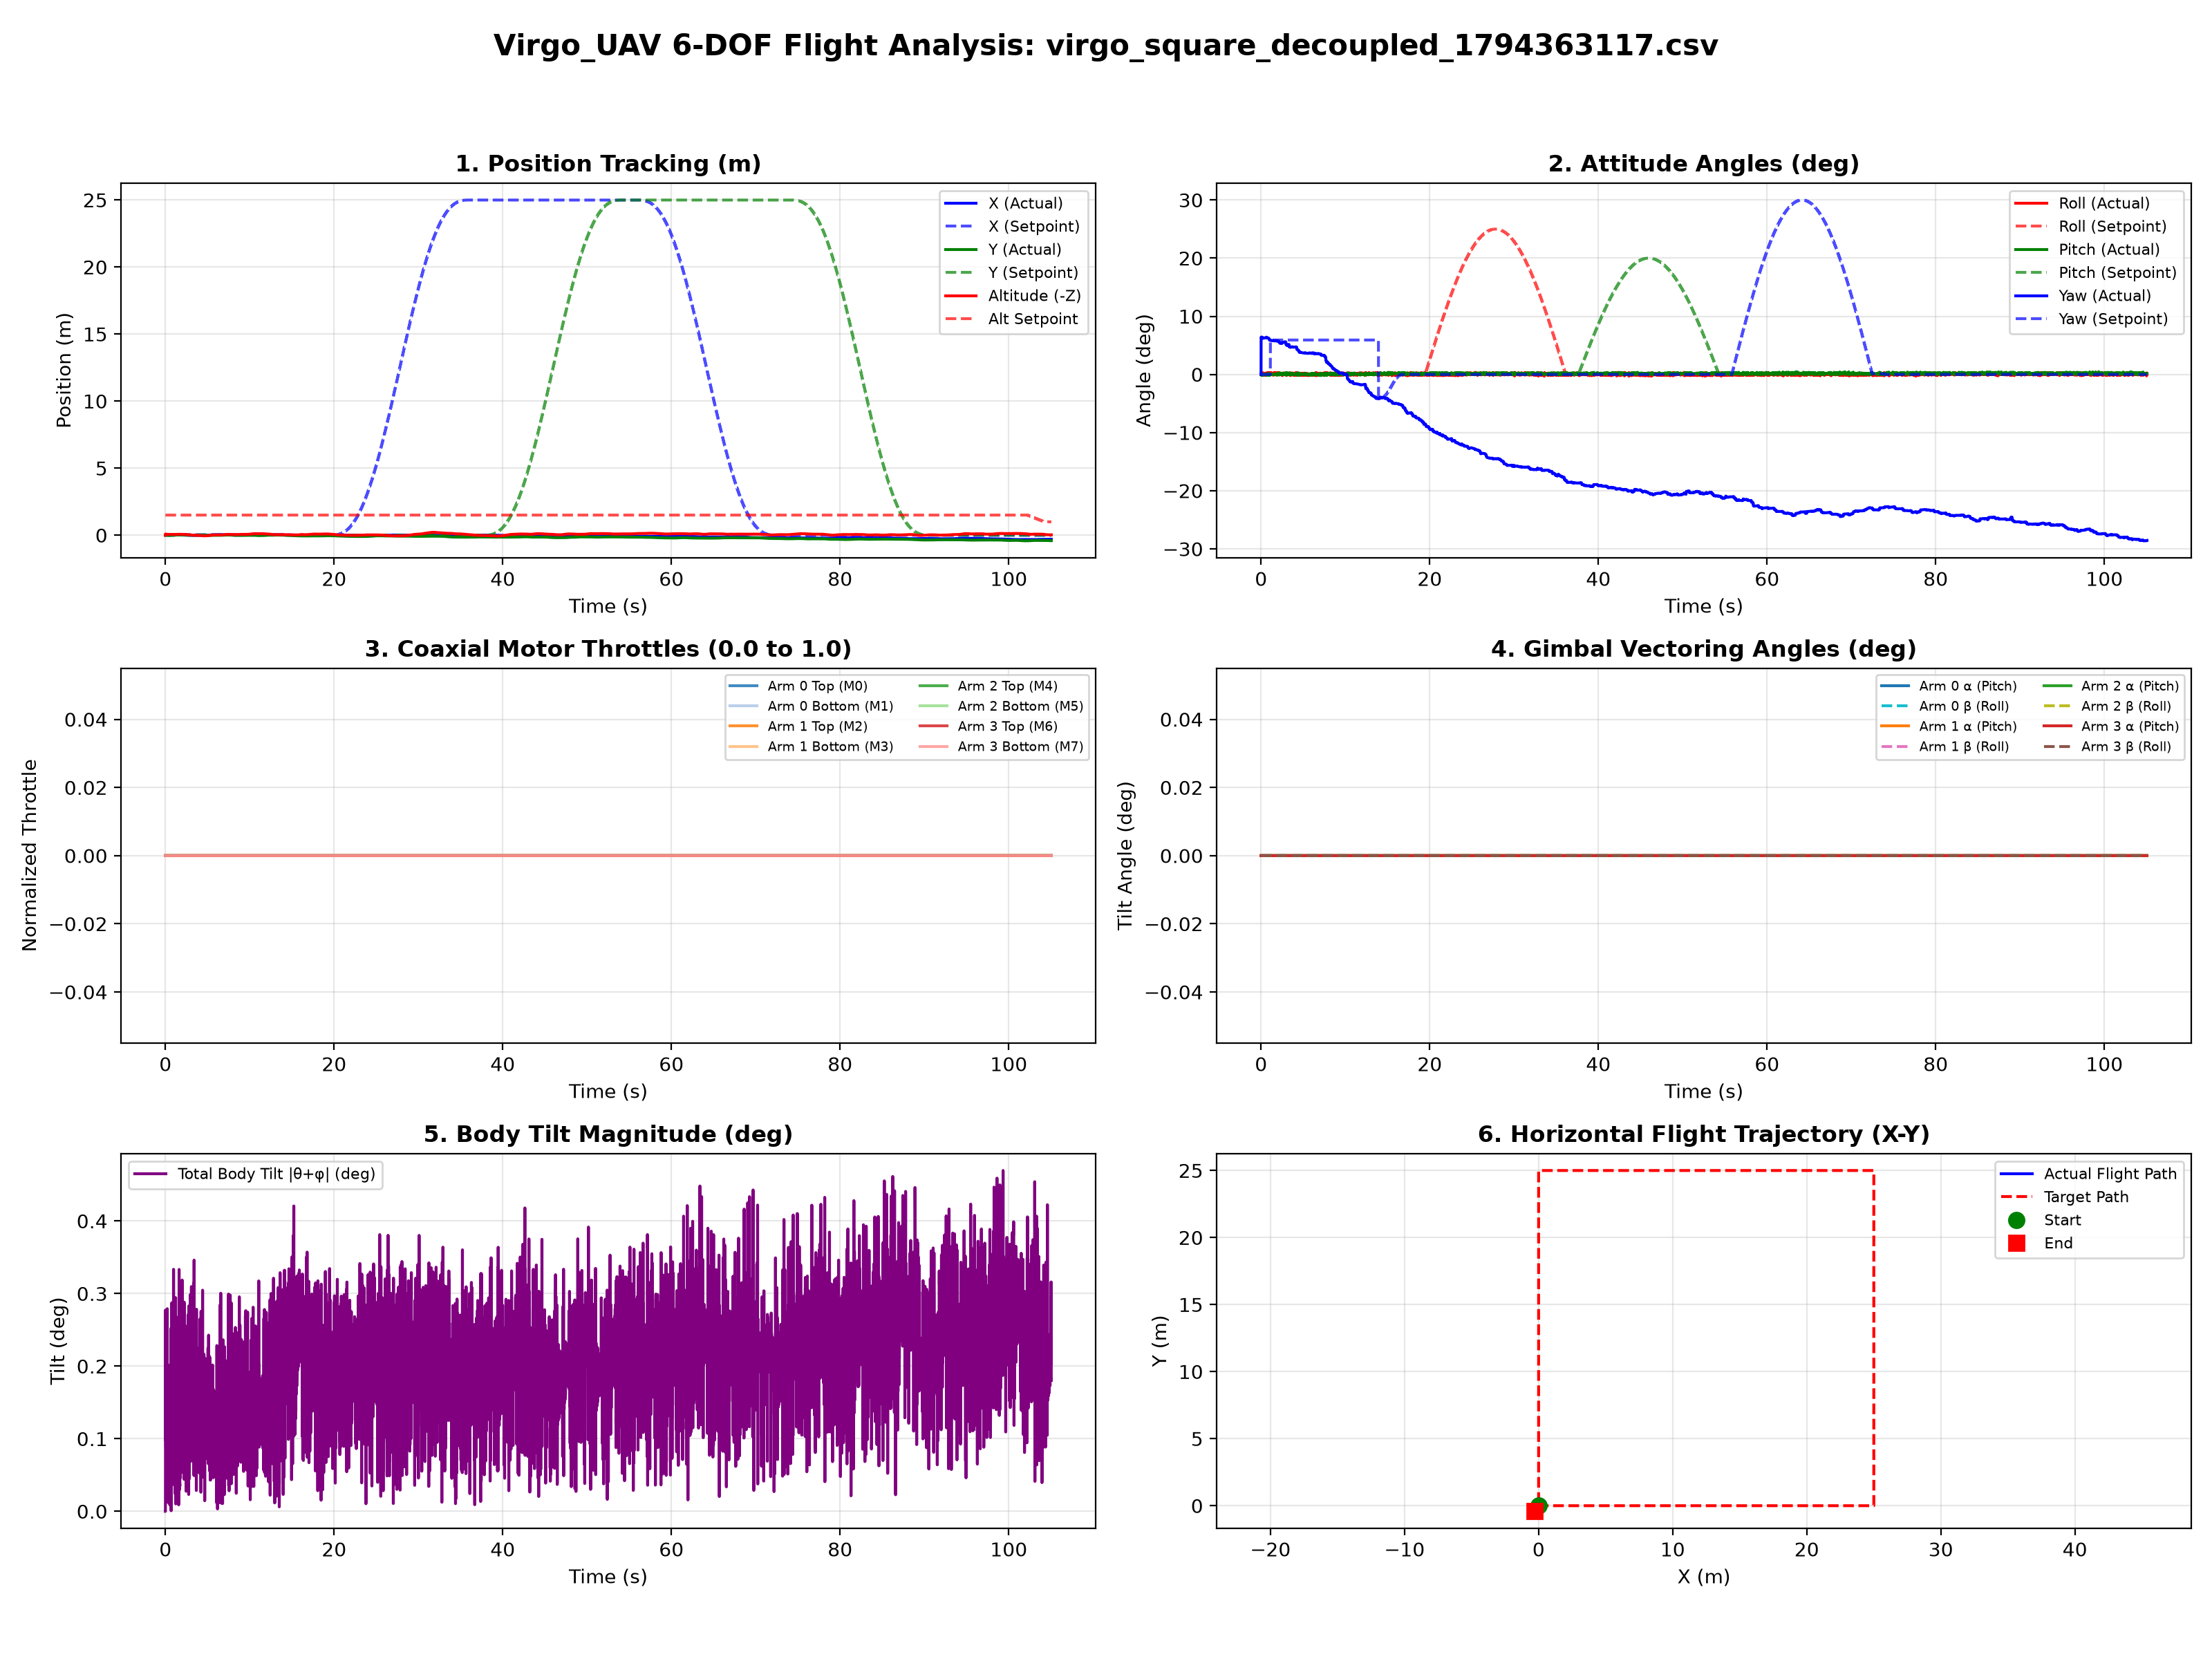 Virgo_UAV 6-DOF Flight Analysis: virgo_square_decoupled_1794363117.csv
1. Position Tracking (m)
Position (m)
25
20
15
10
5
0
X (Actual)
X (Setpoint)
Y (Actual)
Y (Setpoint)
Altitude (-Z)
Alt Setpoint
0 20 40 60 80 100
Time (s)
2. Attitude Angles (deg)
Angle (deg)
30
20
10
0
−10
−20
−30
Roll (Actual)
Roll (Setpoint)
Pitch (Actual)
Pitch (Setpoint)
Yaw (Actual)
Yaw (Setpoint)
0 20 40 60 80 100
Time (s)
3. Coaxial Motor Throttles (0.0 to 1.0)
Normalized Throttle
0.04
0.02
0.00
−0.02
−0.04
Arm 0 Top (M0)
Arm 0 Bottom (M1)
Arm 1 Top (M2)
Arm 1 Bottom (M3)
Arm 2 Top (M4)
Arm 2 Bottom (M5)
Arm 3 Top (M6)
Arm 3 Bottom (M7)
0 20 40 60 80 100
Time (s)
4. Gimbal Vectoring Angles (deg)
Tilt Angle (deg)
0.04
0.02
0.00
−0.02
−0.04
Arm 0 α (Pitch)
Arm 0 β (Roll)
Arm 1 α (Pitch)
Arm 1 β (Roll)
Arm 2 α (Pitch)
Arm 2 β (Roll)
Arm 3 α (Pitch)
Arm 3 β (Roll)
0 20 40 60 80 100
Time (s)
5. Body Tilt Magnitude (deg)
Tilt (deg)
0.4
0.3
0.2
0.1
0.0
Total Body Tilt |θ+φ| (deg)
0 20 40 60 80 100
Time (s)
6. Horizontal Flight Trajectory (X-Y)
Y (m)
25
20
15
10
5
0
Actual Flight Path
Target Path
Start
End
−20 −10 0 10 20 30 40
X (m)